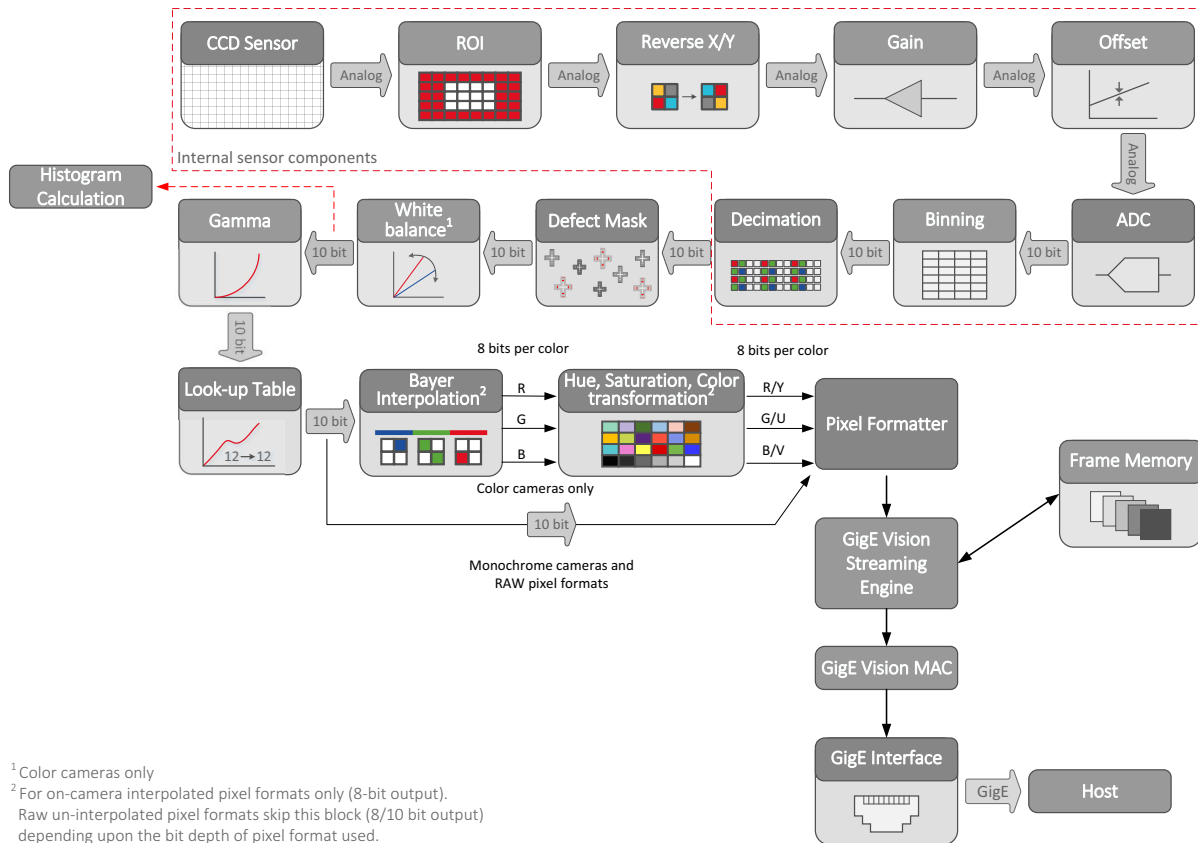 CCD Sensor
Analog
ROI
Analog
Reverse X/Y
Analog
Gain
Analog
Offset
Analog
Internal sensor components
Histogram
Calculation
Gamma
10 bit
White
balance¹
10 bit
Defect Mask
10 bit
Decimation
10 bit
Binning
10 bit
ADC
10 bit
8 bits per color
8 bits per color
Look-up Table
12→12
10 bit
Bayer
Interpolation²
R
G
B
Hue, Saturation, Color
transformation²
R/Y
G/U
B/V
Pixel Formatter
Color cameras only
10 bit
Monochrome cameras and
RAW pixel formats
Frame Memory
GigE Vision
Streaming
Engine
GigE Vision MAC
GigE Interface
GigE
Host
¹ Color cameras only
² For on-camera interpolated pixel formats only (8-bit output).
Raw un-interpolated pixel formats skip this block (8/10 bit output)
depending upon the bit depth of pixel format used.